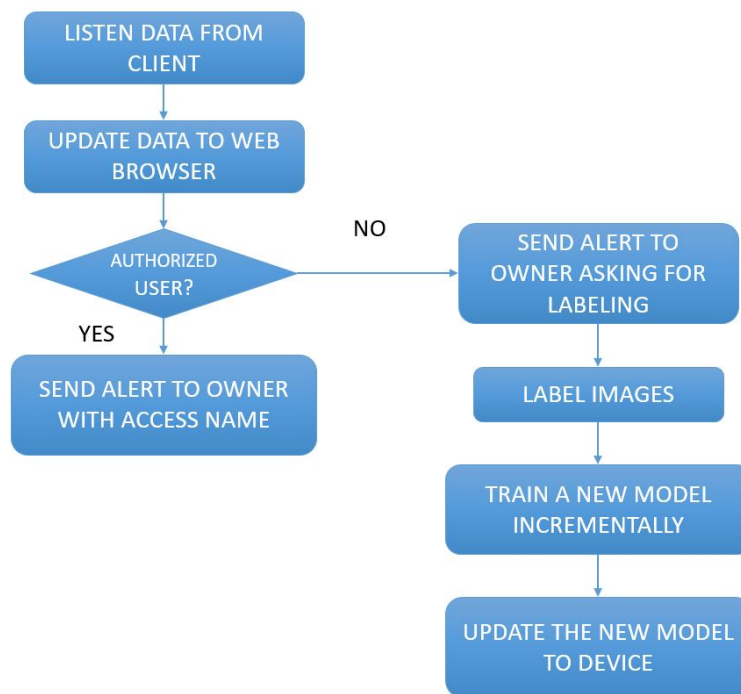 LISTEN DATA FROM
CLIENT
UPDATE DATA TO WEB
BROWSER
AUTHORIZED
USER?
NO
YES
SEND ALERT TO OWNER
WITH ACCESS NAME
SEND ALERT TO
OWNER ASKING FOR
LABELING
LABEL IMAGES
TRAIN A NEW MODEL
INCREMENTALLY
UPDATE THE NEW MODEL
TO DEVICE